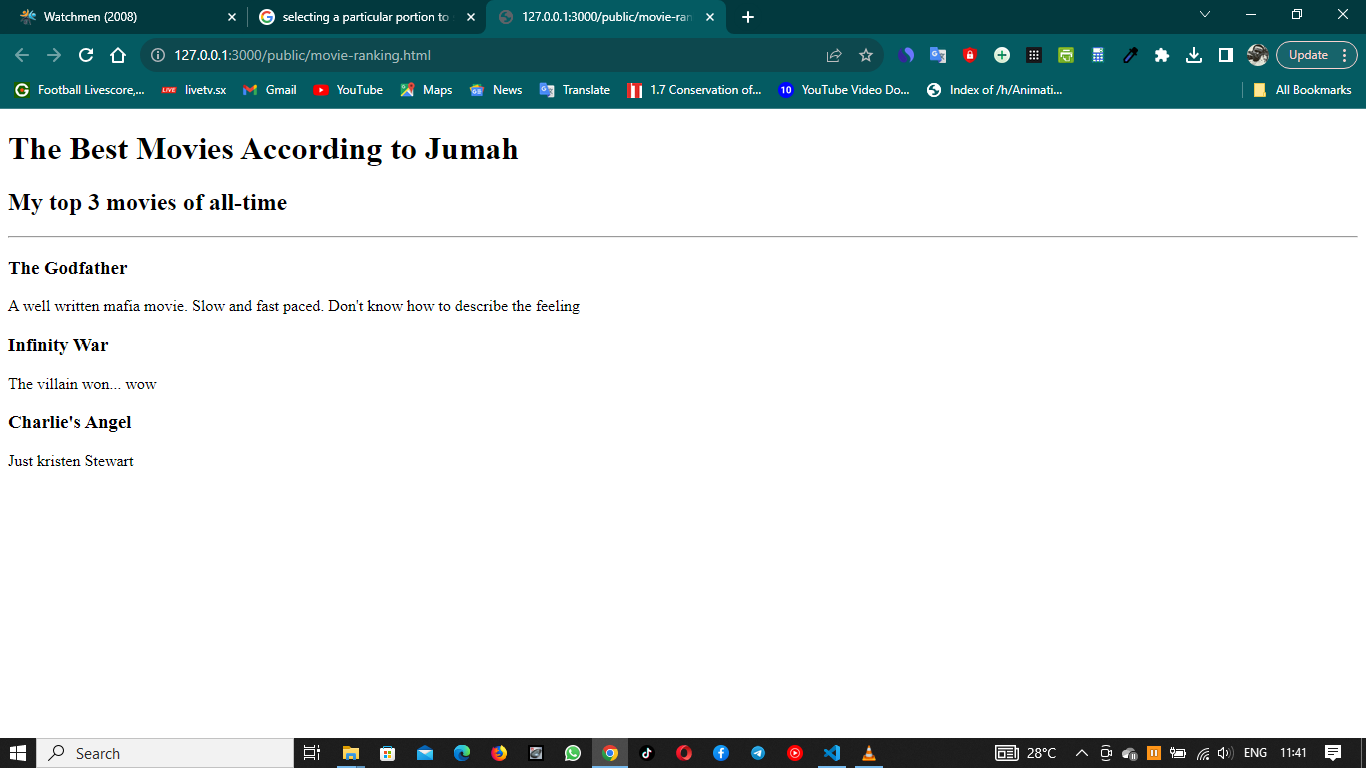 Watchmen (2008)
selecting a particular portion to
127.0.0.1:3000/public/movie-ran
127.0.0.1:3000/public/movie-ranking.html
Update
Football Livescore,...
LIVE livetv.sx
Gmail
YouTube
Maps
News
Translate
1.7 Conservation of...
10 YouTube Video Do...
Index of /h/Animati...
All Bookmarks
The Best Movies According to Jumah
My top 3 movies of all-time
The Godfather
A well written mafia movie. Slow and fast paced. Don't know how to describe the feeling
Infinity War
The villain won... wow
Charlie's Angel
Just kristen Stewart
Search
28°C
ENG
11:41